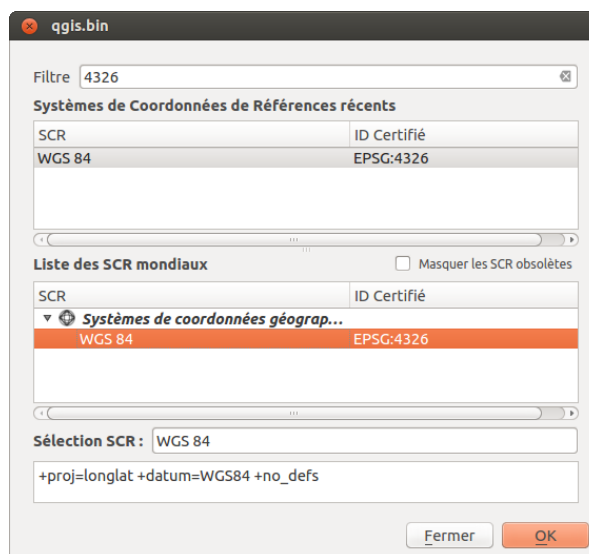 qgis.bin
Filtre 4326
Systèmes de Coordonnées de Références récents
SCR ID Certifié
WGS 84 EPSG:4326
Liste des SCR mondiaux Masquer les SCR obsolètes
SCR ID Certifié
Systèmes de coordonnées géograp...
WGS 84 EPSG:4326
Sélection SCR : WGS 84
+proj=longlat +datum=WGS84 +no_defs
Fermer OK